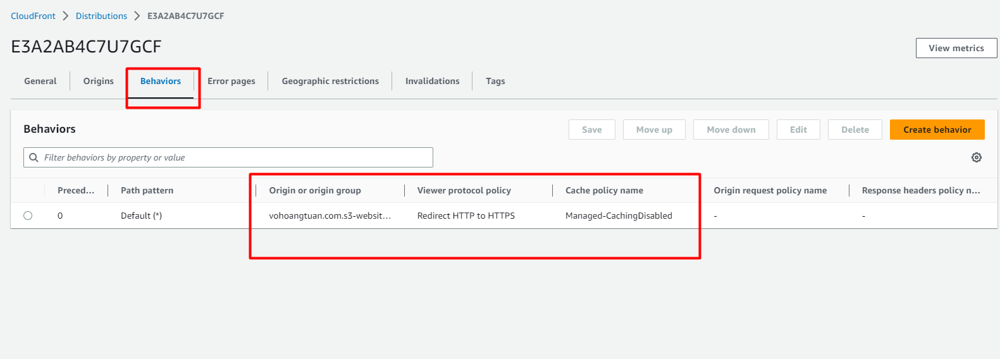 CloudFront > Distributions > E3A2AB4C7U7GCF
E3A2AB4C7U7GCF
View metrics
General Origins Behaviors Error pages Geographic restrictions Invalidations Tags
Behaviors
Save Move up Move down Edit Delete Create behavior
Filter behaviors by property or value
Preced... Path pattern Origin or origin group Viewer protocol policy Cache policy name Origin request policy name Response headers policy n...
0 Default (*) vohoangtuan.com.s3-websit... Redirect HTTP to HTTPS Managed-CachingDisabled - -